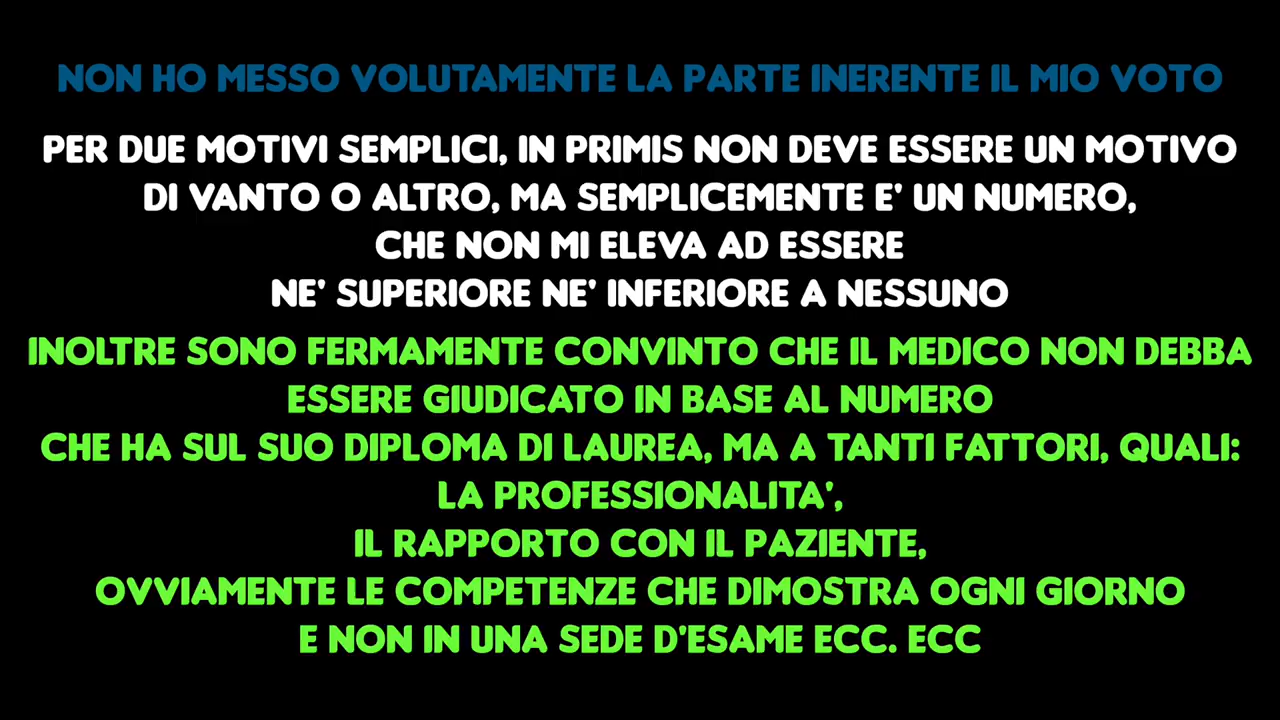 NON HO MESSO VOLUTAMENTE LA PARTE INERENTE IL MIO VOTO
PER DUE MOTIVI SEMPLICI, IN PRIMIS NON DEVE ESSERE UN MOTIVO
DI VANTO O ALTRO, MA SEMPLICEMENTE E' UN NUMERO,
CHE NON MI ELEVA AD ESSERE
NE' SUPERIORE NE' INFERIORE A NESSUNO
INOLTRE SONO FERMAMENTE CONVINTO CHE IL MEDICO NON DEBBA
ESSERE GIUDICATO IN BASE AL NUMERO
CHE HA SUL SUO DIPLOMA DI LAUREA, MA A TANTI FATTORI, QUALI:
LA PROFESSIONALITA',
IL RAPPORTO CON IL PAZIENTE,
OVVIAMENTE LE COMPETENZE CHE DIMOSTRA OGNI GIORNO
E NON IN UNA SEDE D'ESAME ECC. ECC